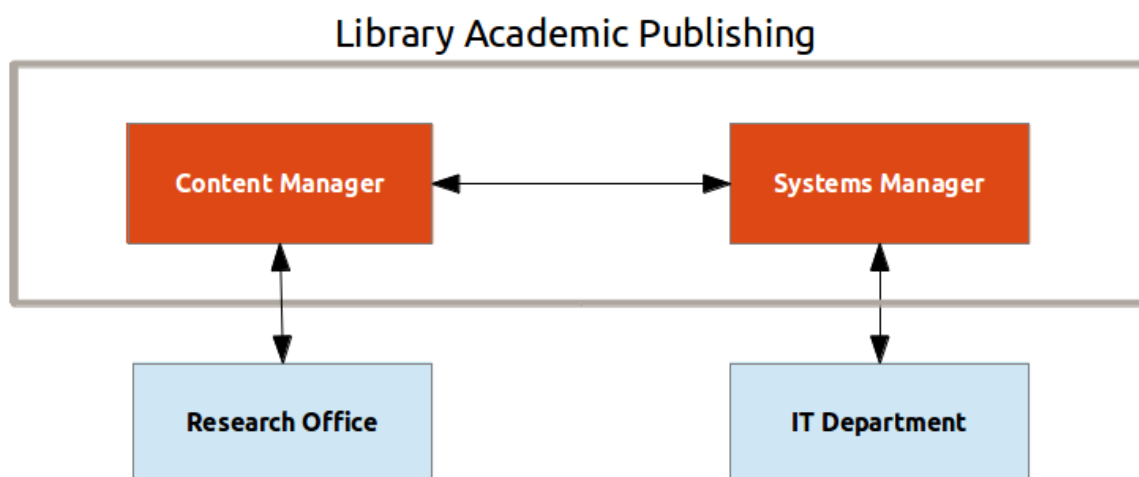 Library Academic Publishing
Content Manager
Systems Manager
Research Office
IT Department